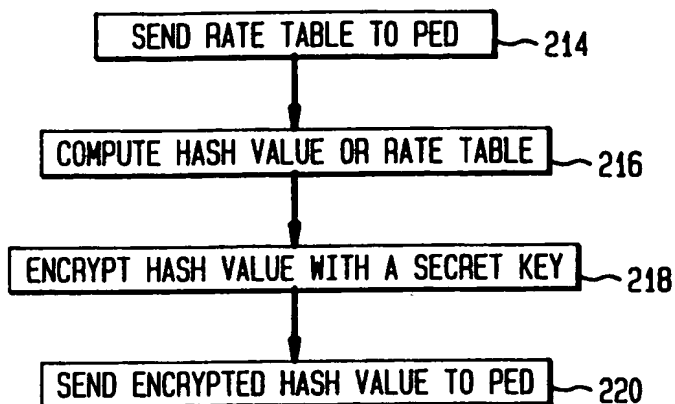 SEND RATE TABLE TO PED 214
COMPUTE HASH VALUE OR RATE TABLE 216
ENCRYPT HASH VALUE WITH A SECRET KEY 218
SEND ENCRYPTED HASH VALUE TO PED 220